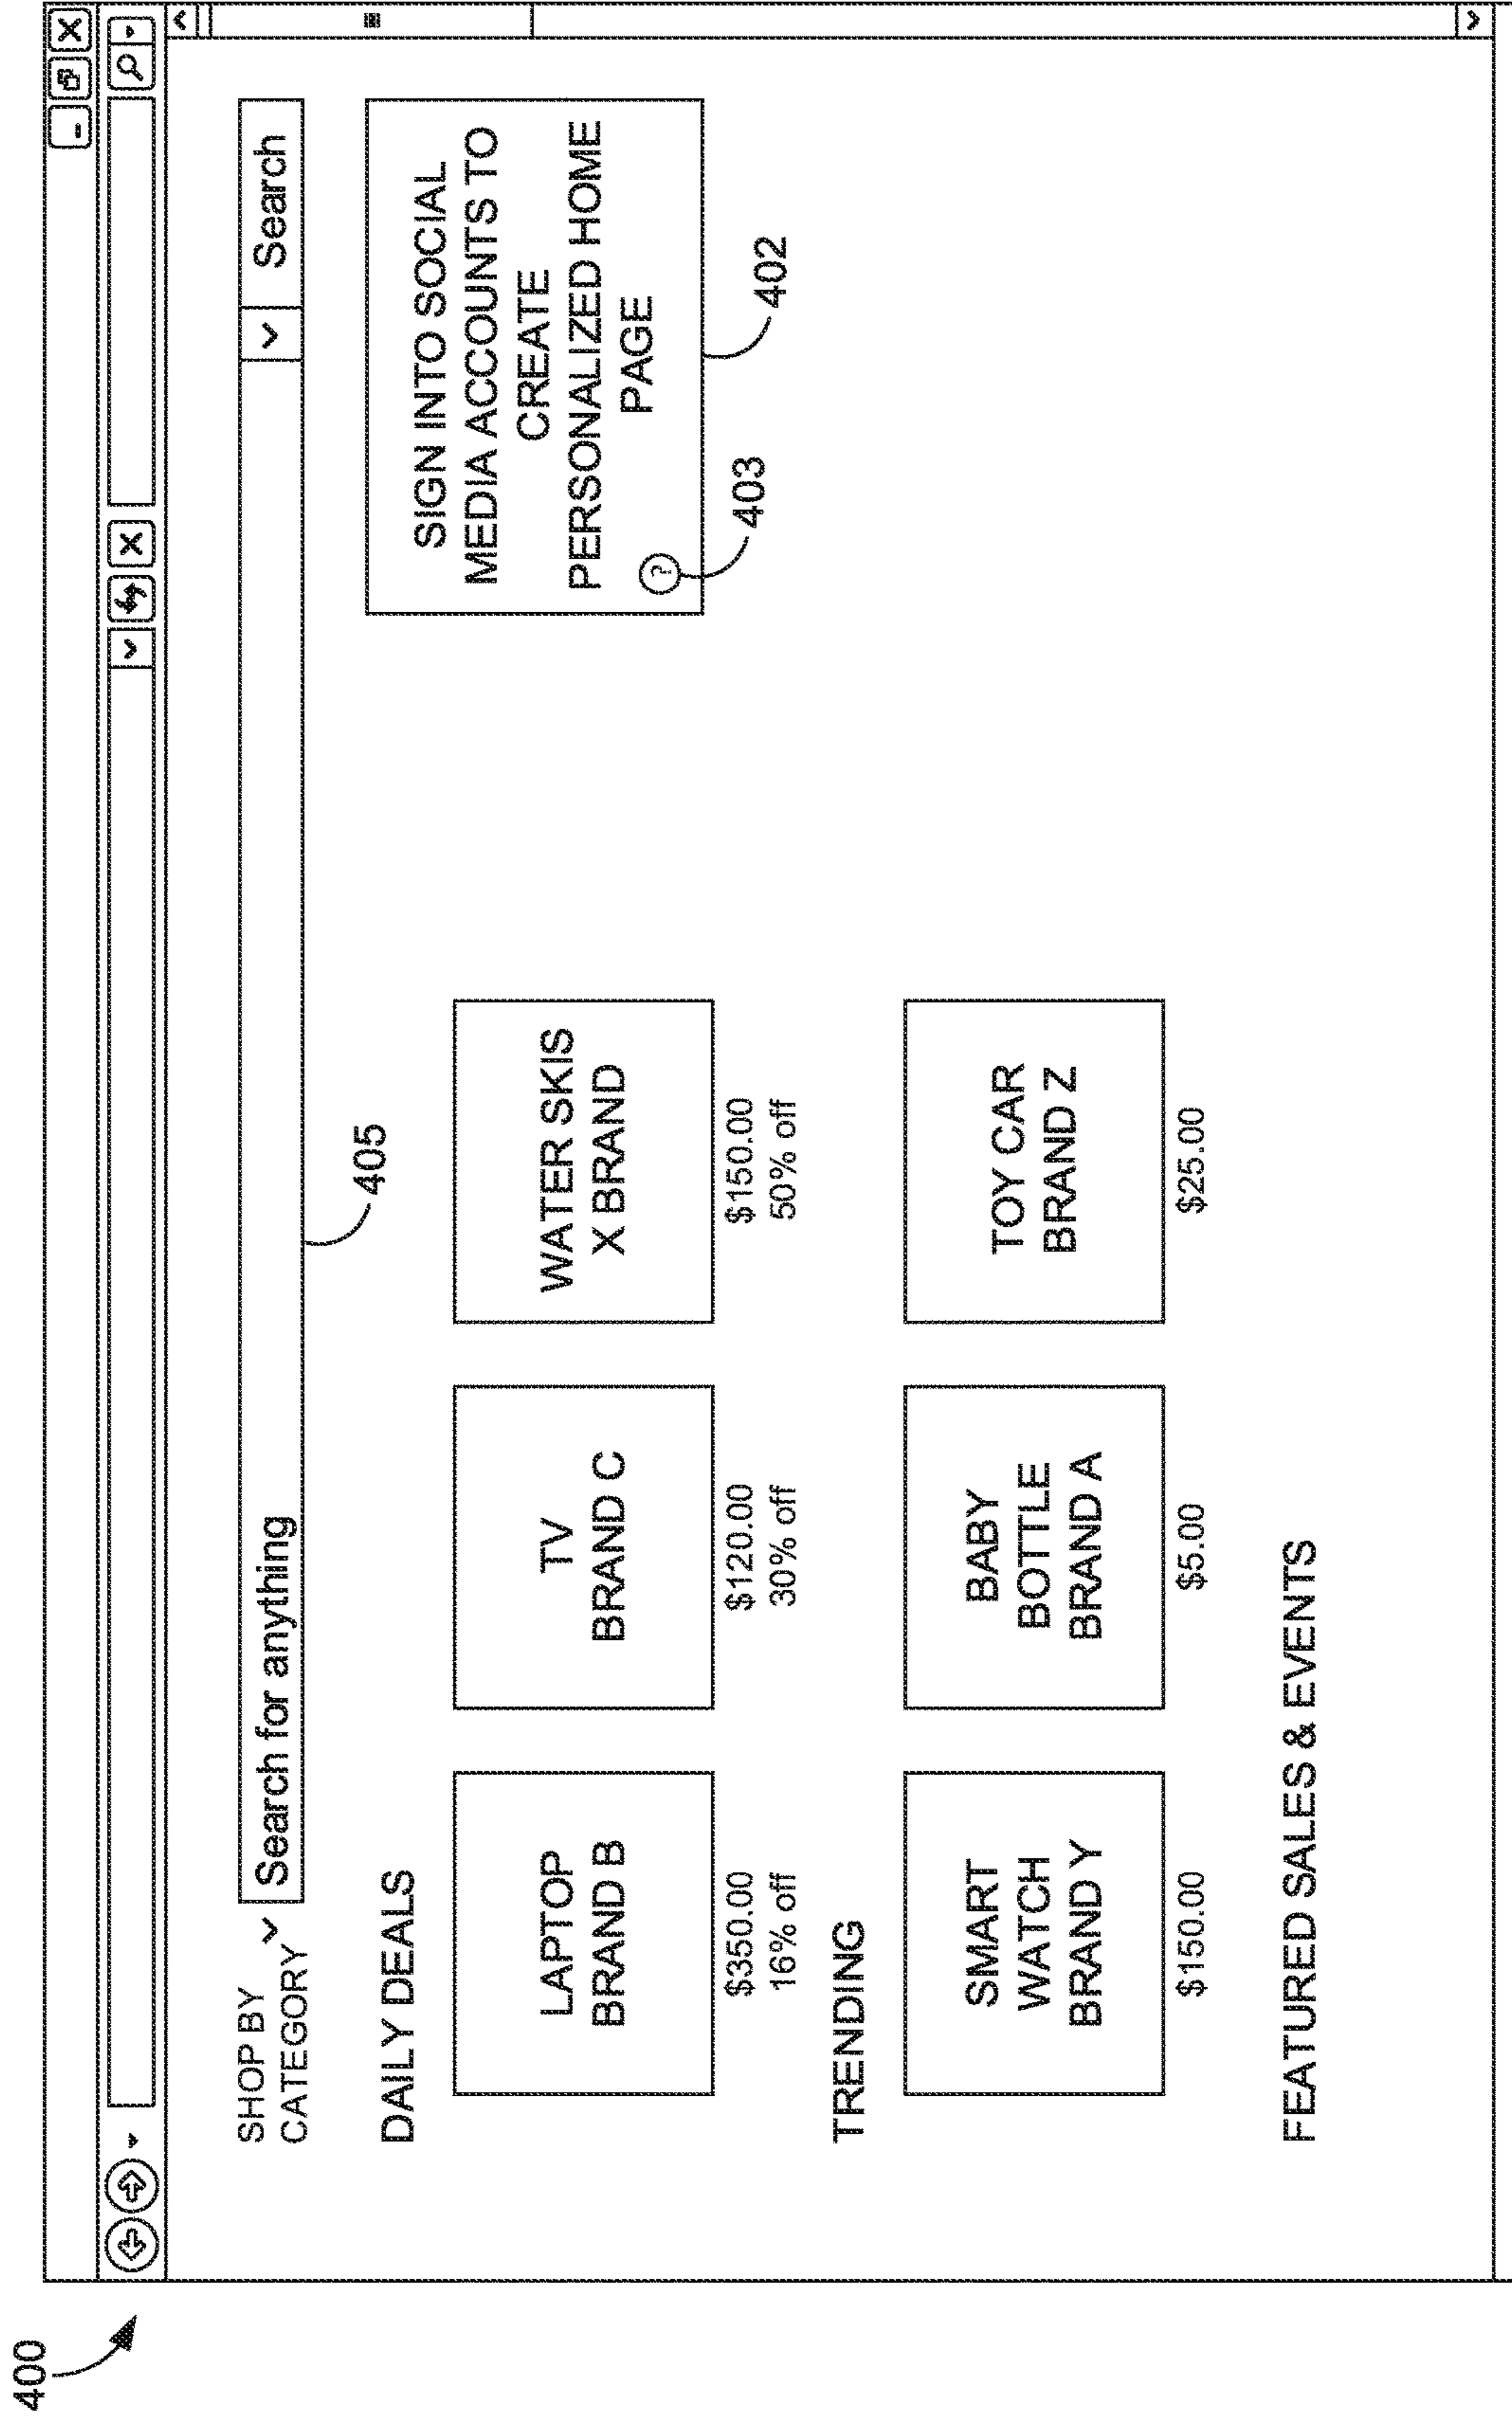 400
SHOP BY
CATEGORY
Search for anything
Search
405
DAILY DEALS
LAPTOP
BRAND B
$350.00
16% off
TV
BRAND C
$120.00
30% off
WATER SKIS
X BRAND
$150.00
50% off
SIGN INTO SOCIAL
MEDIA ACCOUNTS TO
CREATE
PERSONALIZED HOME
PAGE
?
403
402
TRENDING
SMART
WATCH
BRAND Y
$150.00
BABY
BOTTLE
BRAND A
$5.00
TOY CAR
BRAND Z
$25.00
FEATURED SALES & EVENTS